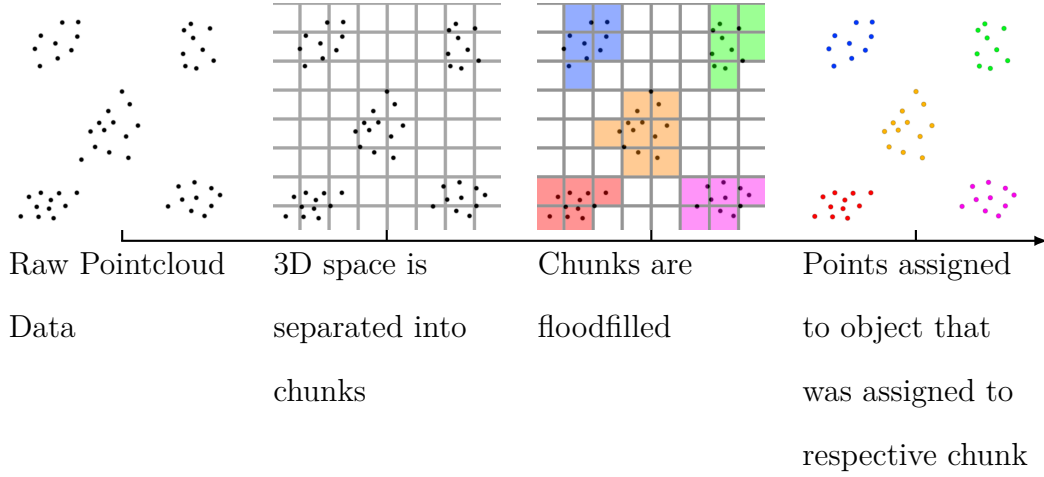 Raw Pointcloud
Data
3D space is
separated into
chunks
Chunks are
floodfilled
Points assigned
to object that
was assigned to
respective chunk